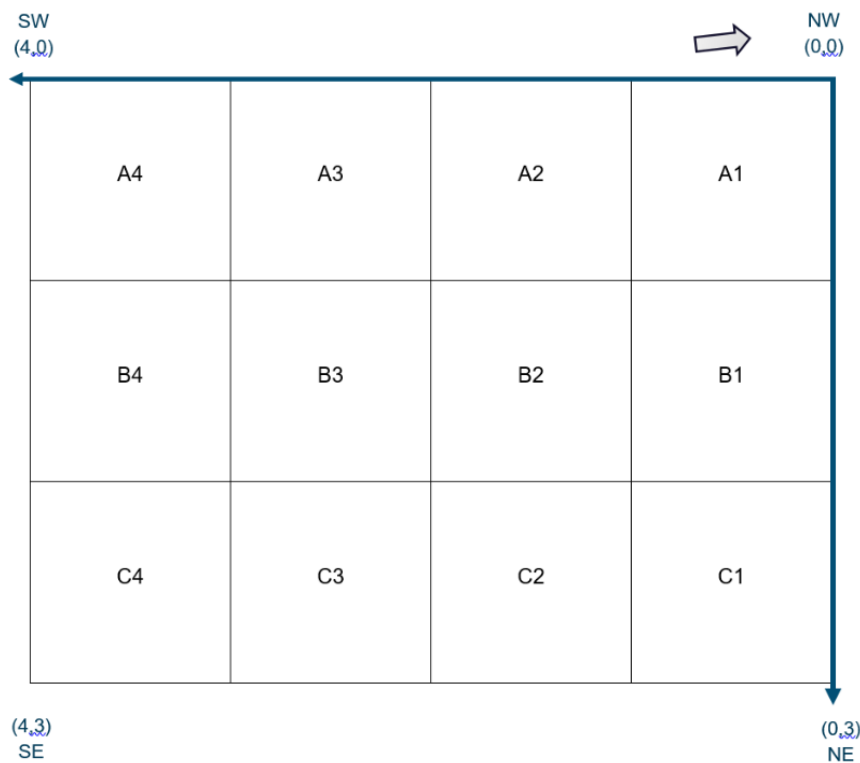 SW
(4,0)
NW
(0,0)
A4 A3 A2 A1
B4 B3 B2 B1
C4 C3 C2 C1
(4,3)
SE
(0,3)
NE